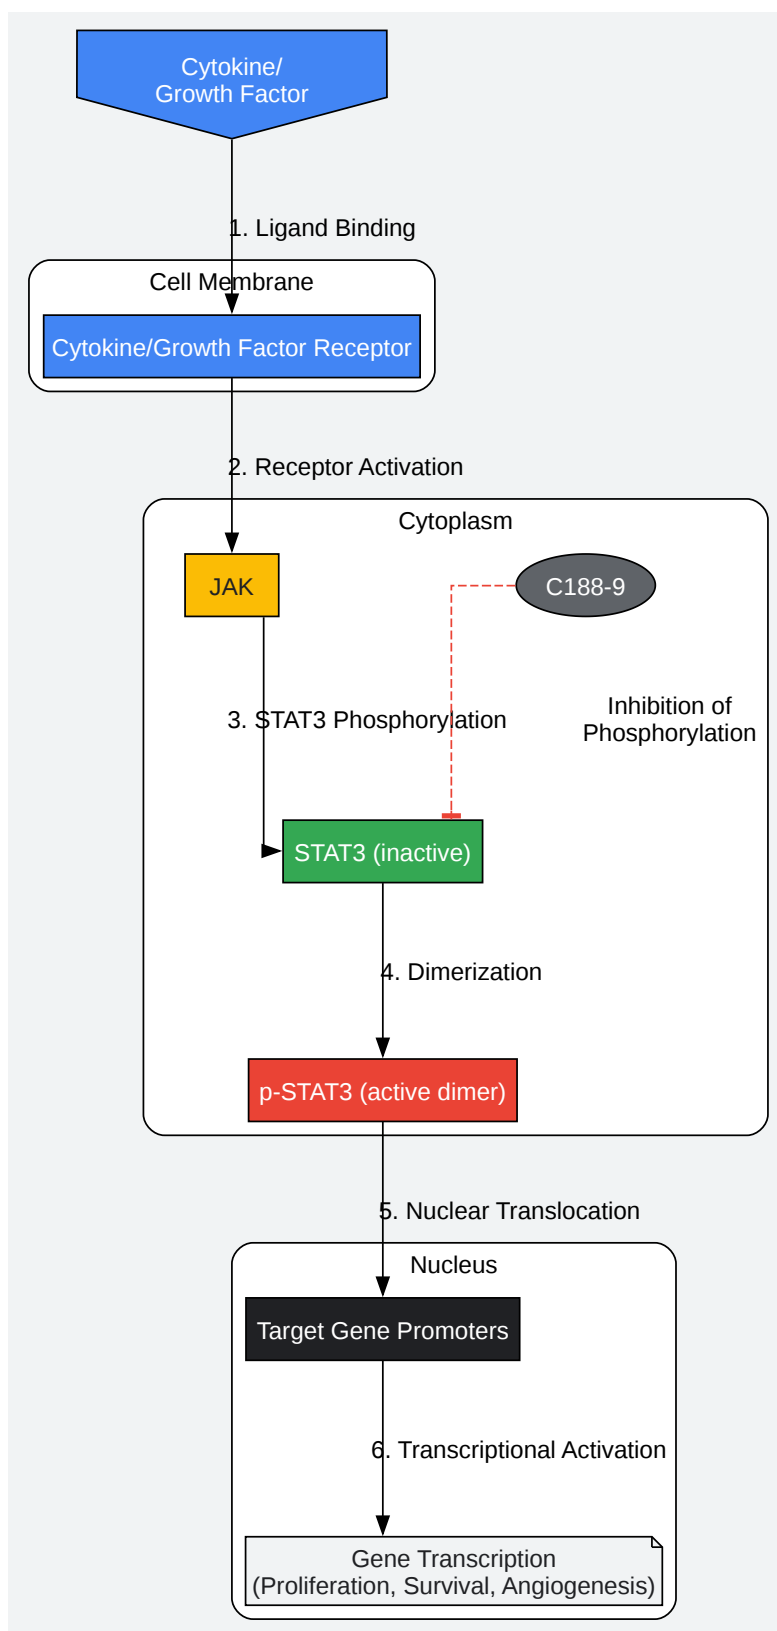 Cytokine/
Growth Factor
1. Ligand Binding
Cell Membrane
Cytokine/Growth Factor Receptor
2. Receptor Activation
Cytoplasm
JAK
C188-9
Inhibition of
Phosphorylation
3. STAT3 Phosphorylation
STAT3 (inactive)
4. Dimerization
p-STAT3 (active dimer)
5. Nuclear Translocation
Nucleus
Target Gene Promoters
6. Transcriptional Activation
Gene Transcription
(Proliferation, Survival, Angiogenesis)